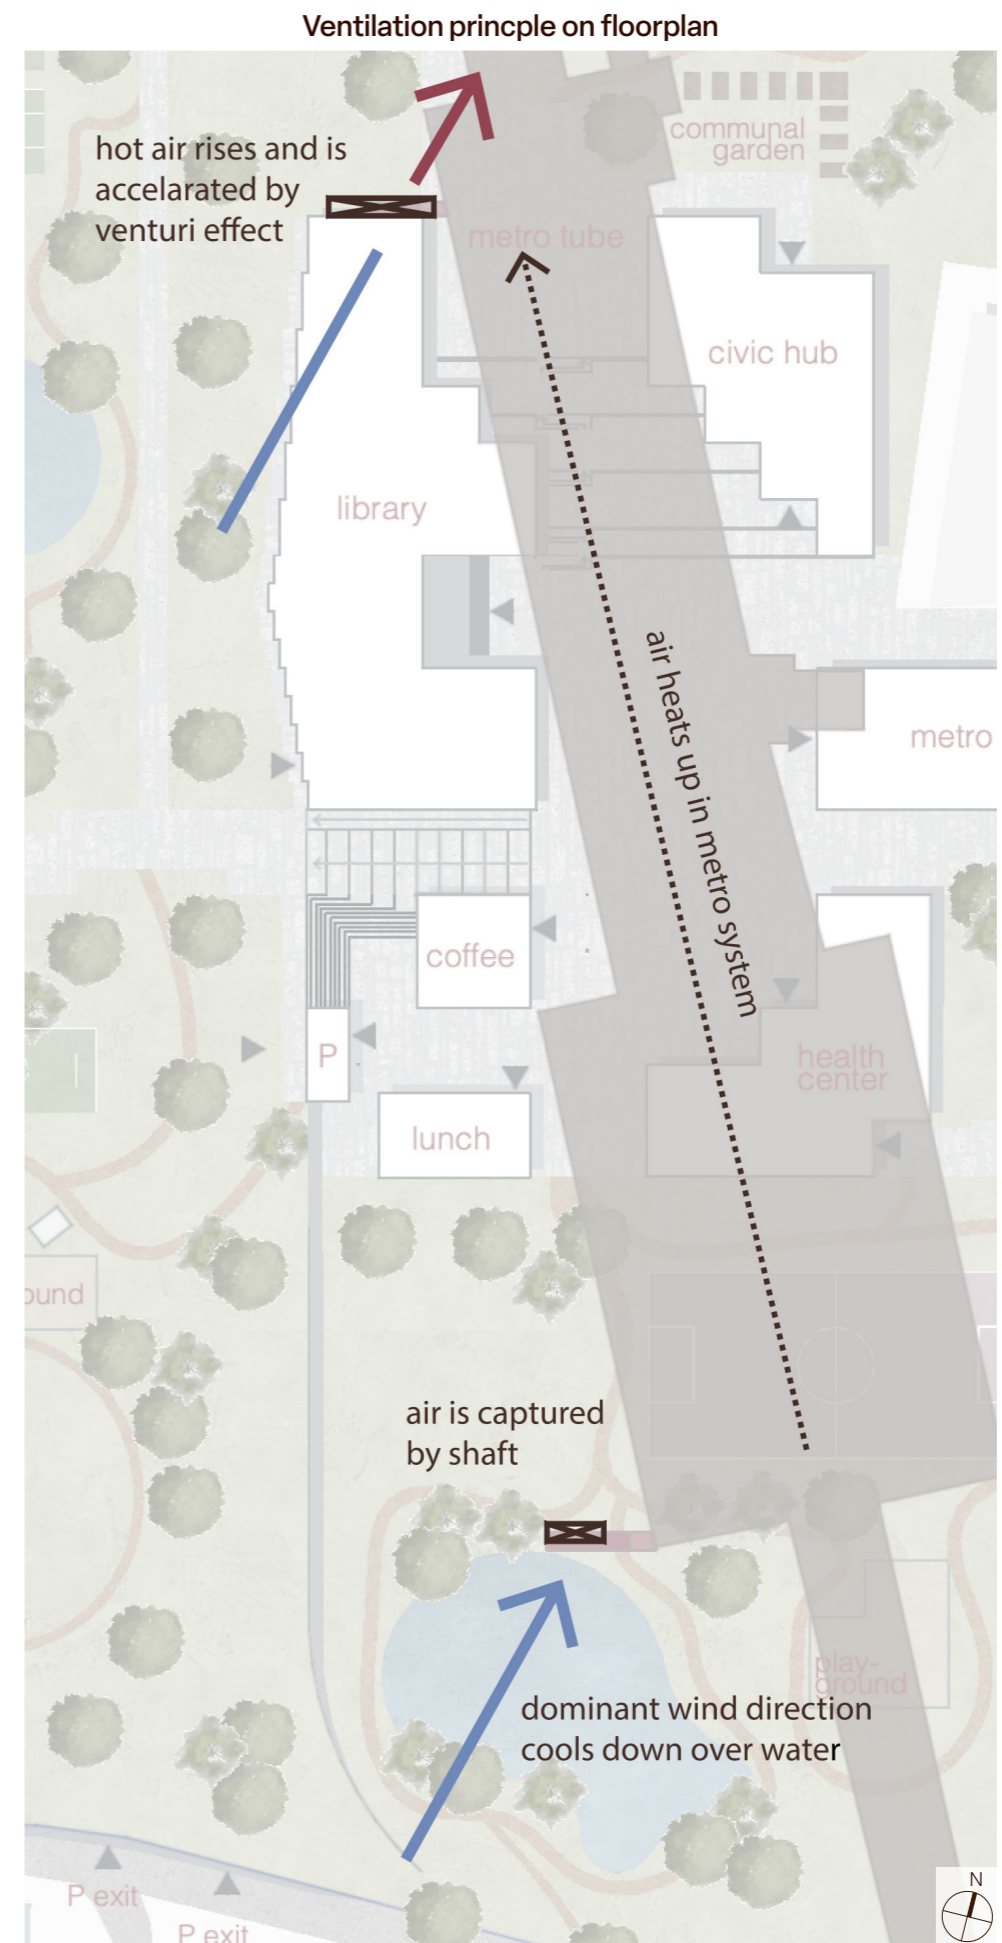 Ventilation princple on floorplan
hot air rises and is
accelarated by
venturi effect
communal
garden
metro tube
civic hub
library
air heats up in metro system
metro
coffee
P
health
center
lunch
ound
air is captured
by shaft
play-
ground
dominant wind direction
cools down over water
P exit
P exit
N